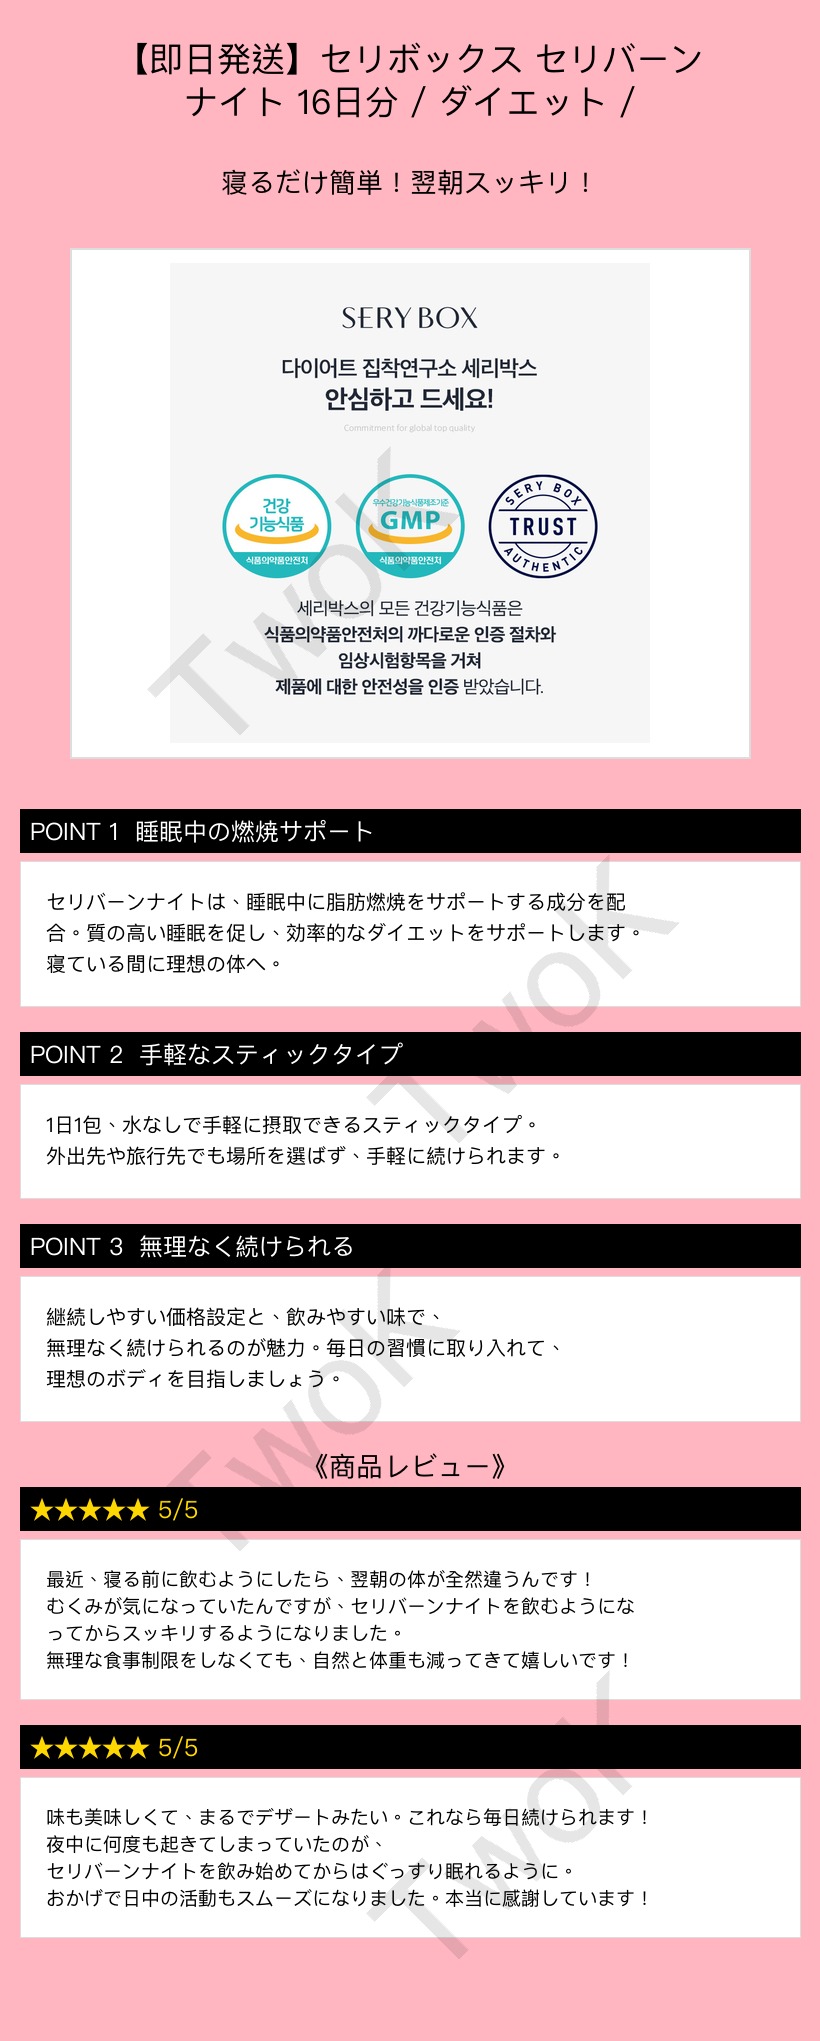 【即日発送】セリボックス セリバーン
ナイト 16日分 / ダイエット /
寝るだけ簡単！翌朝スッキリ！
SERY BOX
다이어트 집착연구소 세리박스
안심하고 드세요!
Commitment for global top quality
건강
기능식품
식품의약품안전처
우수건강기능식품제조기준
GMP
식품의약품안전처
SERY BOX
TRUST
AUTHENTIC
세리박스의 모든 건강기능식품은
식품의약품안전처의 까다로운 인증 절차와
임상시험항목을 거쳐
제품에 대한 안전성을 인증 받았습니다.
TwoK
POINT 1 睡眠中の燃焼サポート
セリバーンナイトは、睡眠中に脂肪燃焼をサポートする成分を配
合。質の高い睡眠を促し、効率的なダイエットをサポートします。
寝ている間に理想の体へ。
TwoK
POINT 2 手軽なスティックタイプ
1日1包、水なしで手軽に摂取できるスティックタイプ。
外出先や旅行先でも場所を選ばず、手軽に続けられます。
POINT 3 無理なく続けられる
継続しやすい価格設定と、飲みやすい味で、
無理なく続けられるのが魅力。毎日の習慣に取り入れて、
理想のボディを目指しましょう。
TwoK
《商品レビュー》
★★★★★ 5/5
最近、寝る前に飲むようにしたら、翌朝の体が全然違うんです！
むくみが気になっていたんですが、セリバーンナイトを飲むようにな
ってからスッキリするようになりました。
無理な食事制限をしなくても、自然と体重も減ってきて嬉しいです！
★★★★★ 5/5
味も美味しくて、まるでデザートみたい。これなら毎日続けられます！
夜中に何度も起きてしまっていたのが、
セリバーンナイトを飲み始めてからはぐっすり眠れるように。
おかげで日中の活動もスムーズになりました。本当に感謝しています！
TwoK